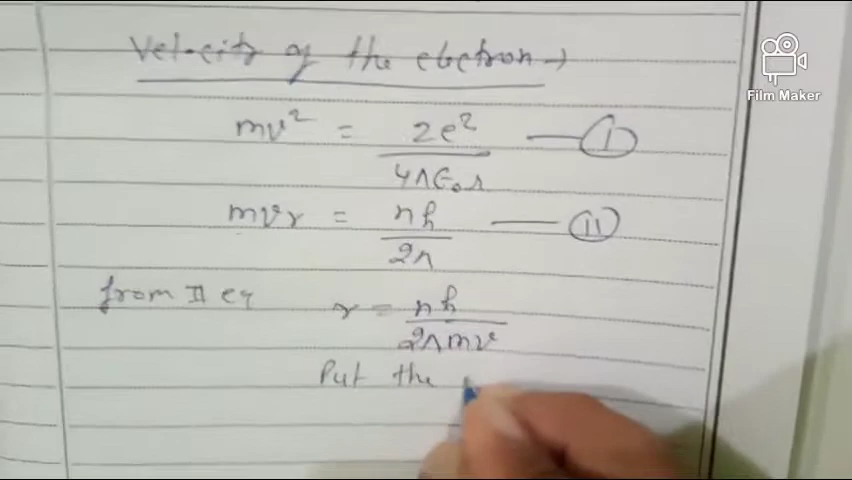 Velocity of the electron →
Film Maker
mv² = Ze² / 4πε₀r — I
mvr = nh / 2π — II
from II eq r = nh / 2πmv
Put the